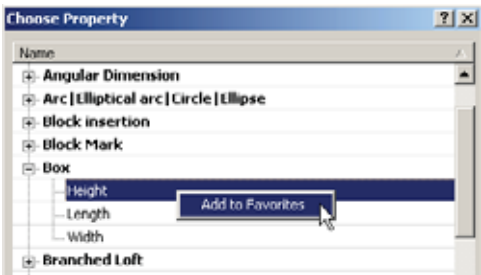 Choose Property
Name
Angular Dimension
Arc|Elliptical arc|Circle|Ellipse
Block insertion
Block Mark
Box
Height
Add to Favorites
Length
Width
Branched Loft